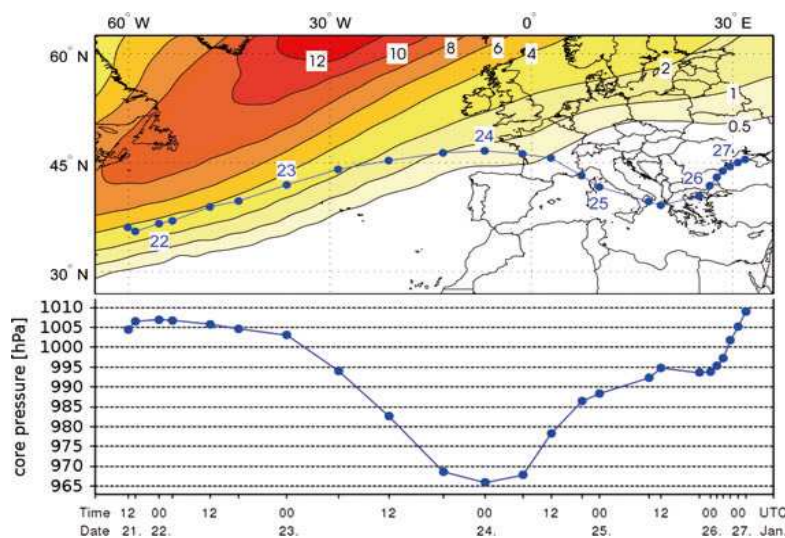 60° W 30° W 0° 30° E
60° N
12 10 8 6 4 2
1
0.5
24 27
45° N
23 26
25
22
30° N
1010
1005
1000
995
990
985
980
975
970
965
core pressure [hPa]
Time 12 00 12 00 12 00 12 00 12 00 00 UTC
Date 21. 22. 23. 24. 25. 26. 27. Jan.